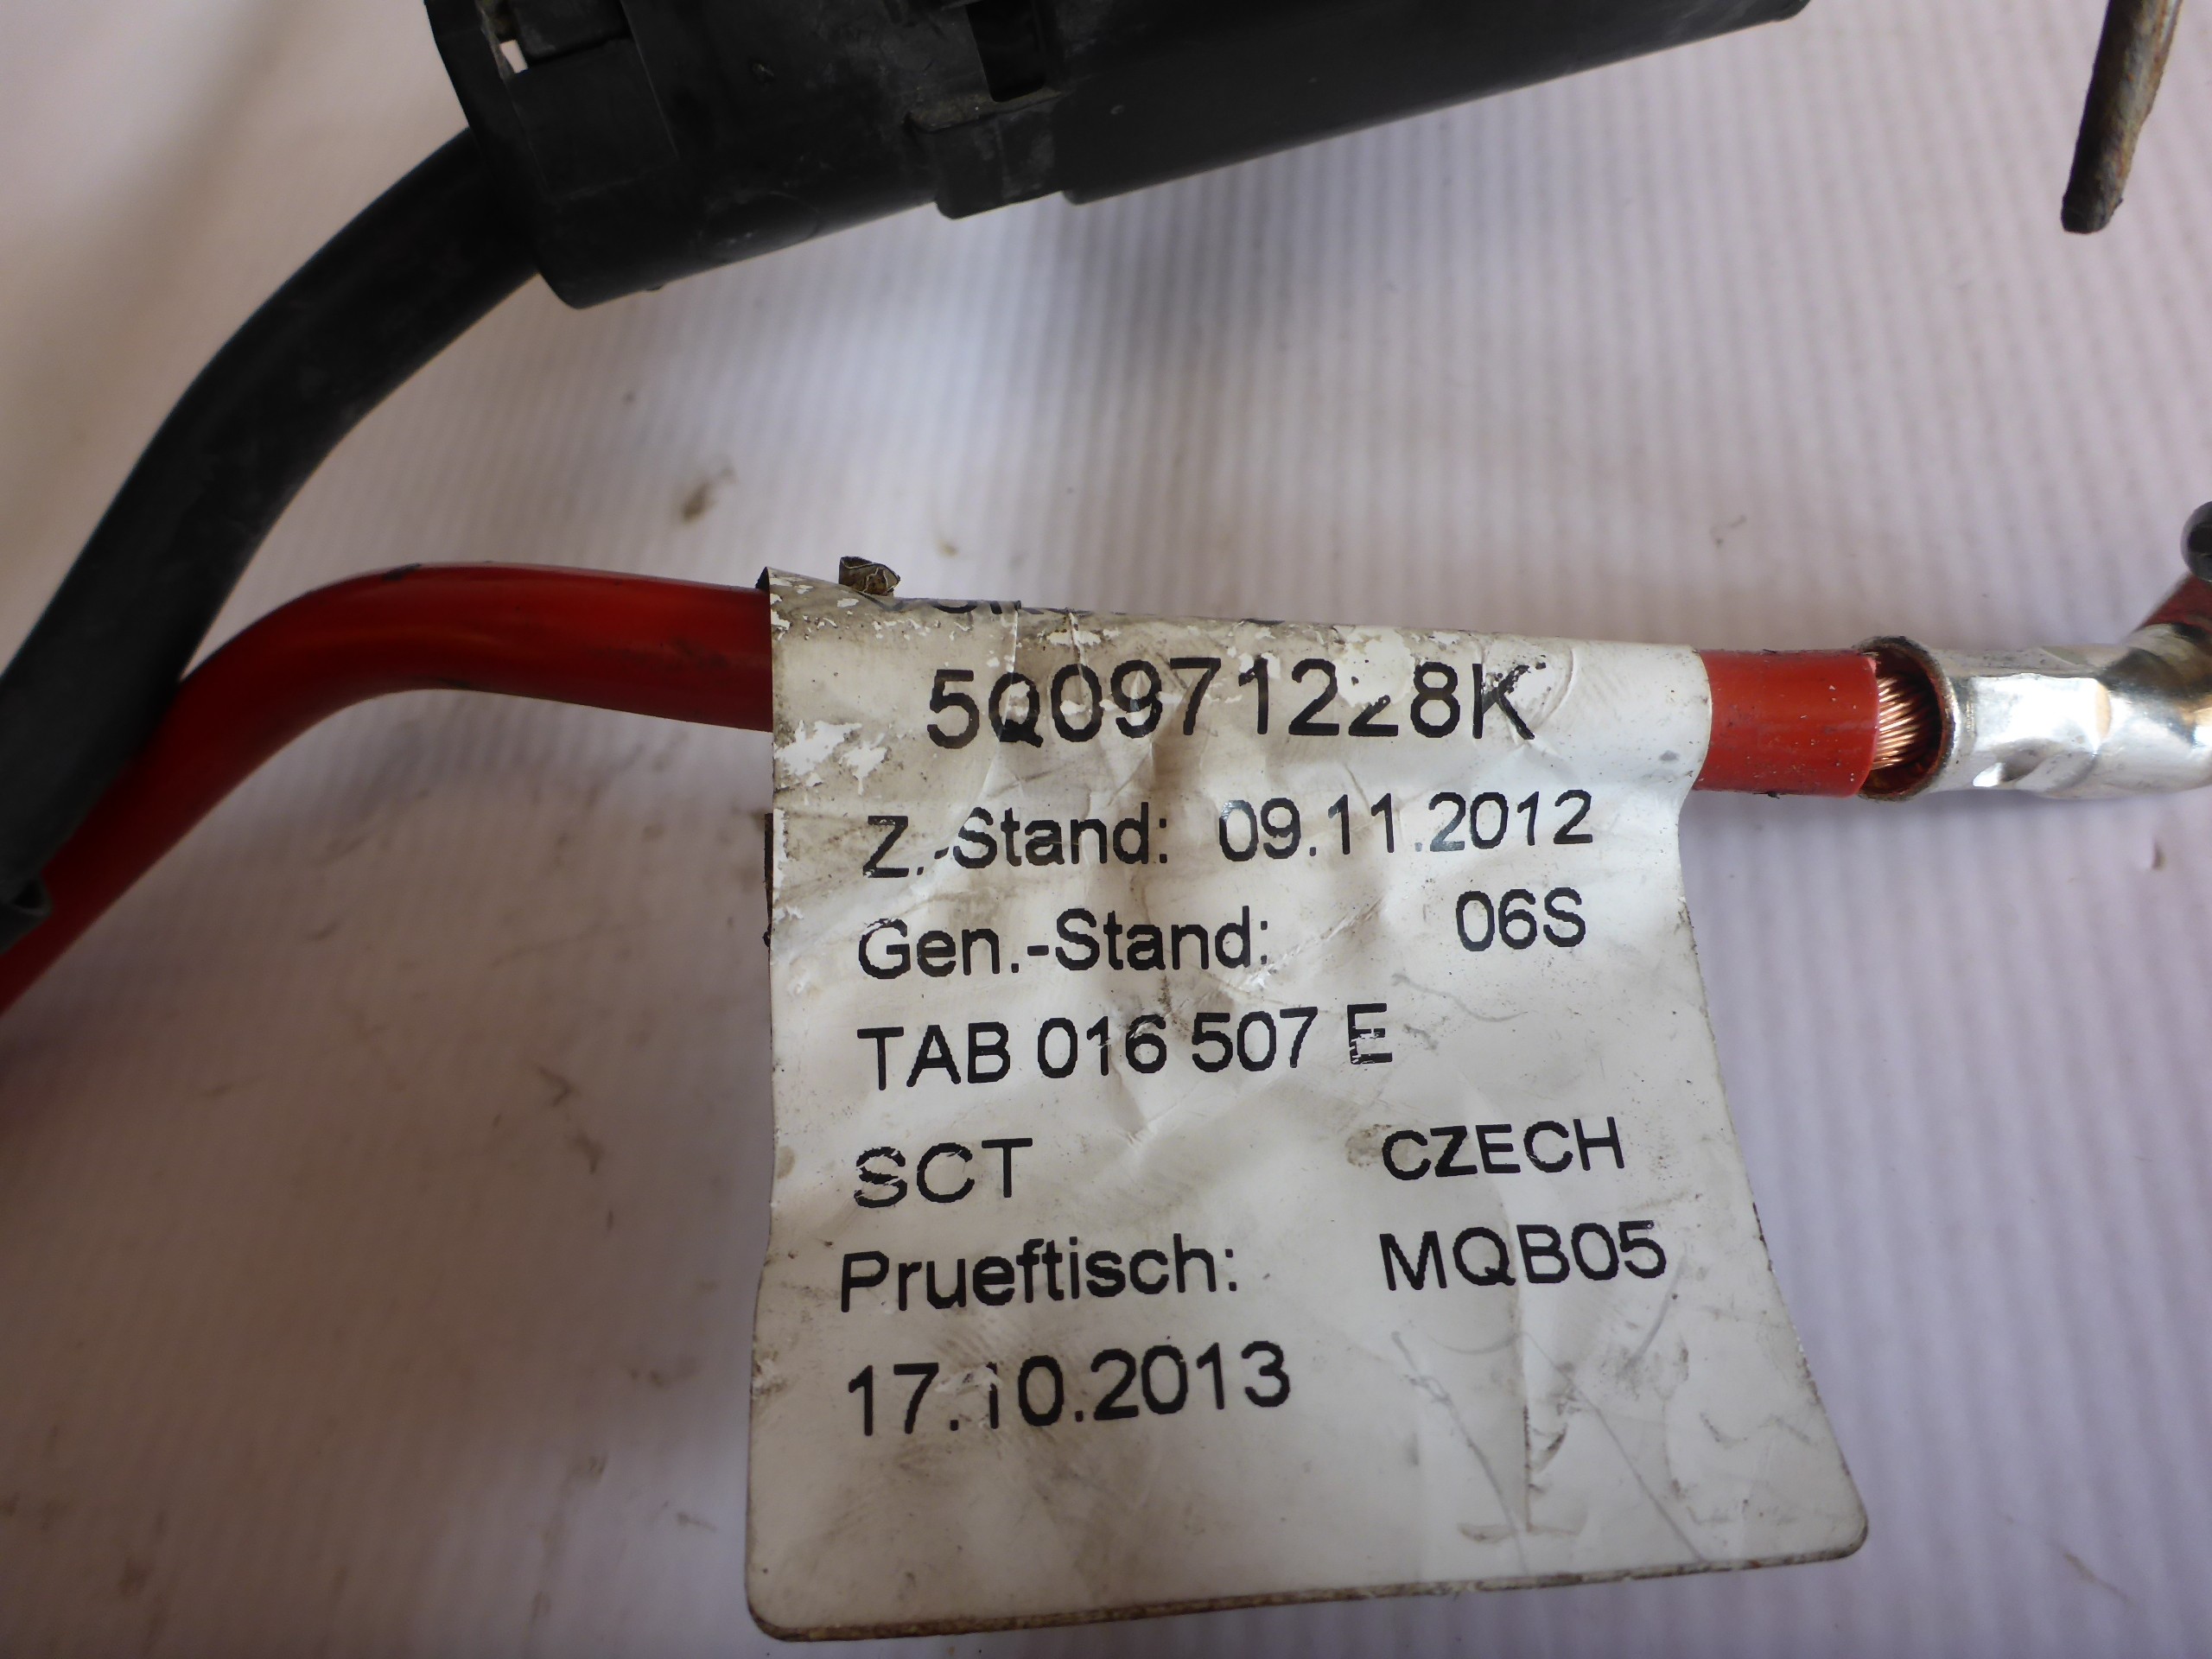 5Q0971228K
Z.-Stand: 09.11.2012
Gen.-Stand: 06S
TAB 016 507 E
SCT CZECH
Prueftisch: MQB05
17.10.2013